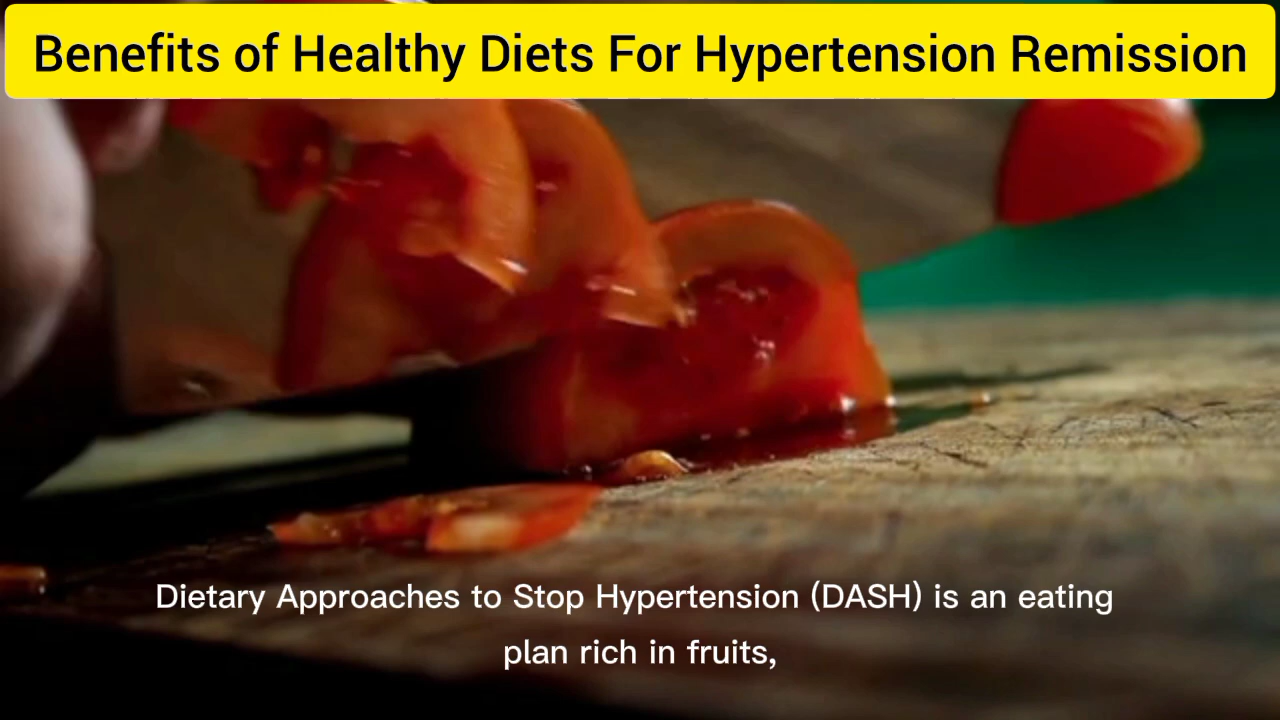 Benefits of Healthy Diets For Hypertension Remission
Dietary Approaches to Stop Hypertension (DASH) is an eating
plan rich in fruits,